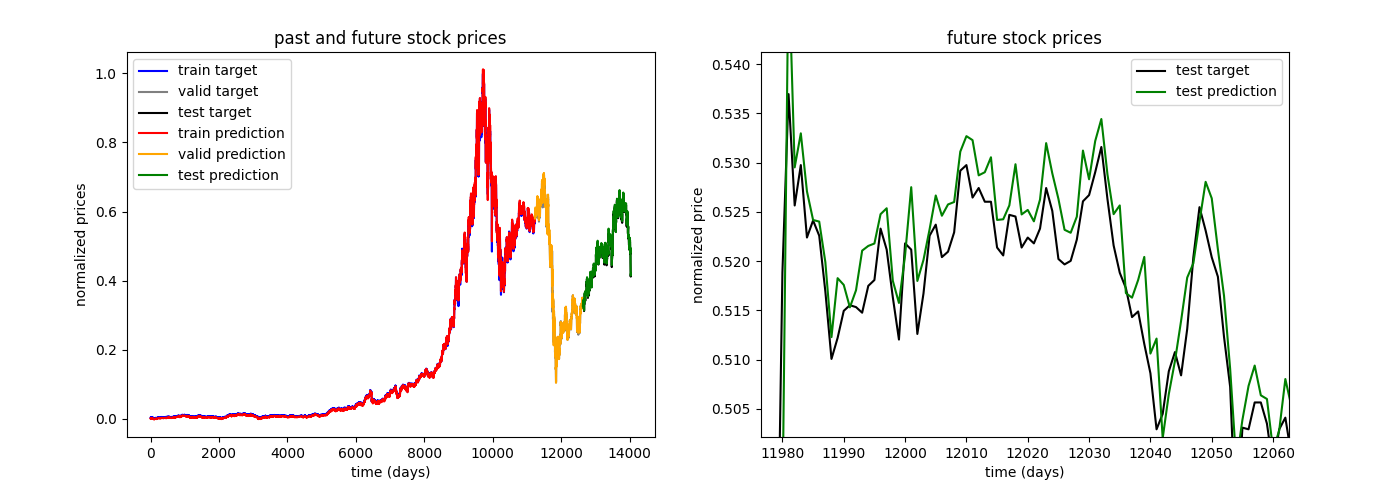 past and future stock prices
normalized prices
1.0
0.8
0.6
0.4
0.2
0.0
train target
valid target
test target
train prediction
valid prediction
test prediction
0 2000 4000 6000 8000 10000 12000 14000
time (days)
future stock prices
normalized price
0.540
0.535
0.530
0.525
0.520
0.515
0.510
0.505
test target
test prediction
11980 11990 12000 12010 12020 12030 12040 12050 12060
time (days)